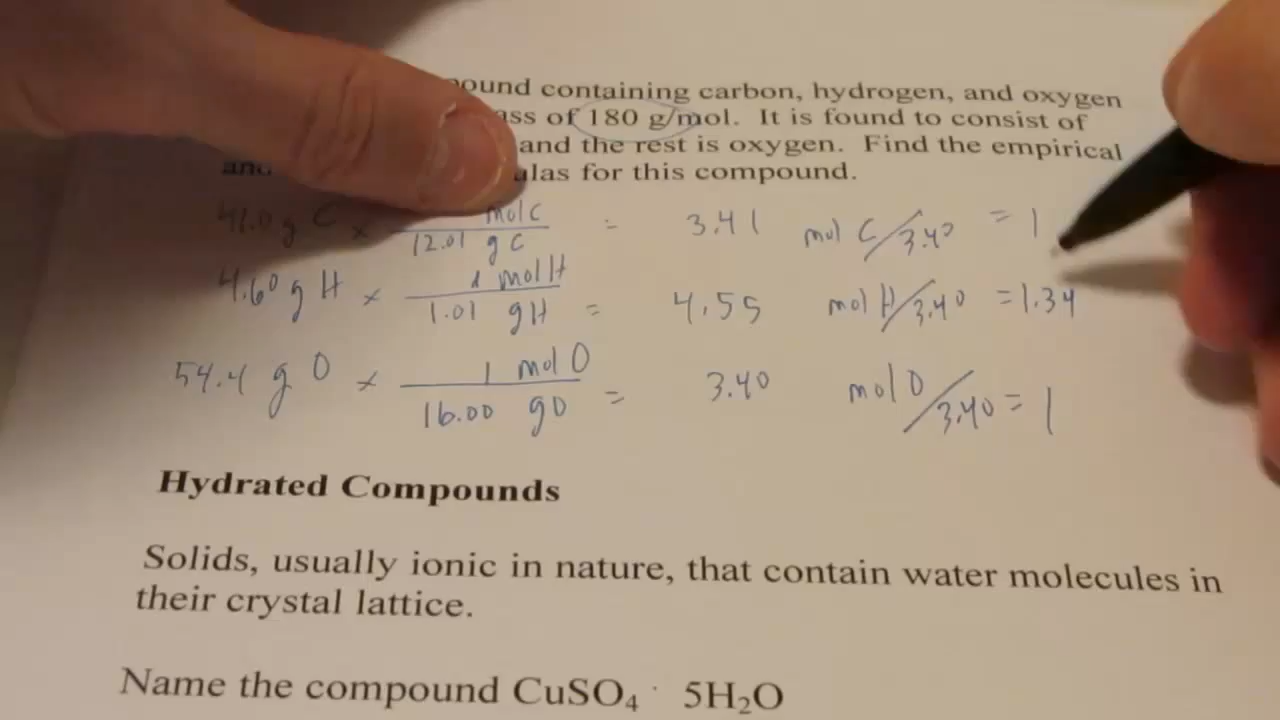 containing carbon, hydrogen, and oxygen
of 180 g/mol. It is found to consist of
and the rest is oxygen. Find the empirical
and for this compound.
41.0 g C × mol C / 12.01 g C = 3.41 mol C / 3.40 = 1
4.60 g H × 1 mol H / 1.01 g H = 4.55 mol H / 3.40 = 1.34
54.4 g O × 1 mol O / 16.00 g O = 3.40 mol O / 3.40 = 1
Hydrated Compounds
Solids, usually ionic in nature, that contain water molecules in
their crystal lattice.
Name the compound CuSO₄ · 5H₂O